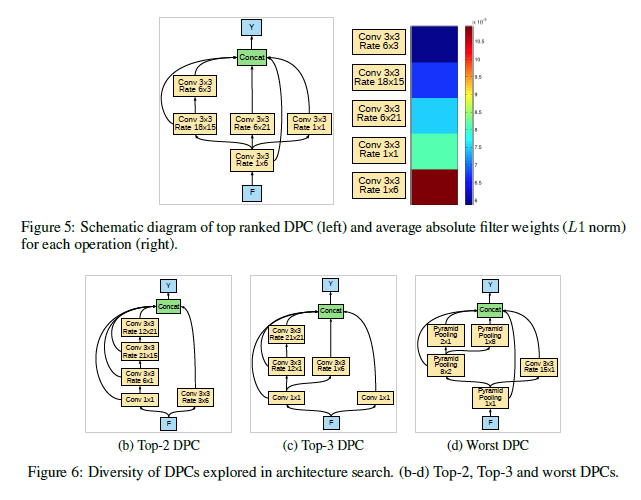 Y
Concat
Conv 3x3
Rate 6x3
Conv 3x3
Rate 18x15
Conv 3x3
Rate 6x21
Conv 3x3
Rate 1x1
Conv 3x3
Rate 1x6
F
Conv 3x3
Rate 6x3
Conv 3x3
Rate 18x15
Conv 3x3
Rate 6x21
Conv 3x3
Rate 1x1
Conv 3x3
Rate 1x6
10.5
10
9.5
9
8.5
8
7.5
7
6.5
6
Figure 5: Schematic diagram of top ranked DPC (left) and average absolute filter weights (L1 norm)
for each operation (right).
Y
Concat
Conv 3x3
Rate 12x21
Conv 3x3
Rate 21x15
Conv 3x3
Rate 6x1
Conv 1x1
Conv 3x3
Rate 3x6
F
(b) Top-2 DPC
Y
Concat
Conv 3x3
Rate 21x21
Conv 3x3
Rate 12x1
Conv 3x3
Rate 1x6
Conv 1x1
Conv 1x1
F
(c) Top-3 DPC
Y
Concat
Pyramid
Pooling
2x1
Pyramid
Pooling
1x8
Pyramid
Pooling
8x2
Conv 3x3
Rate 15x1
Pyramid
Pooling
1x1
F
(d) Worst DPC
Figure 6: Diversity of DPCs explored in architecture search. (b-d) Top-2, Top-3 and worst DPCs.